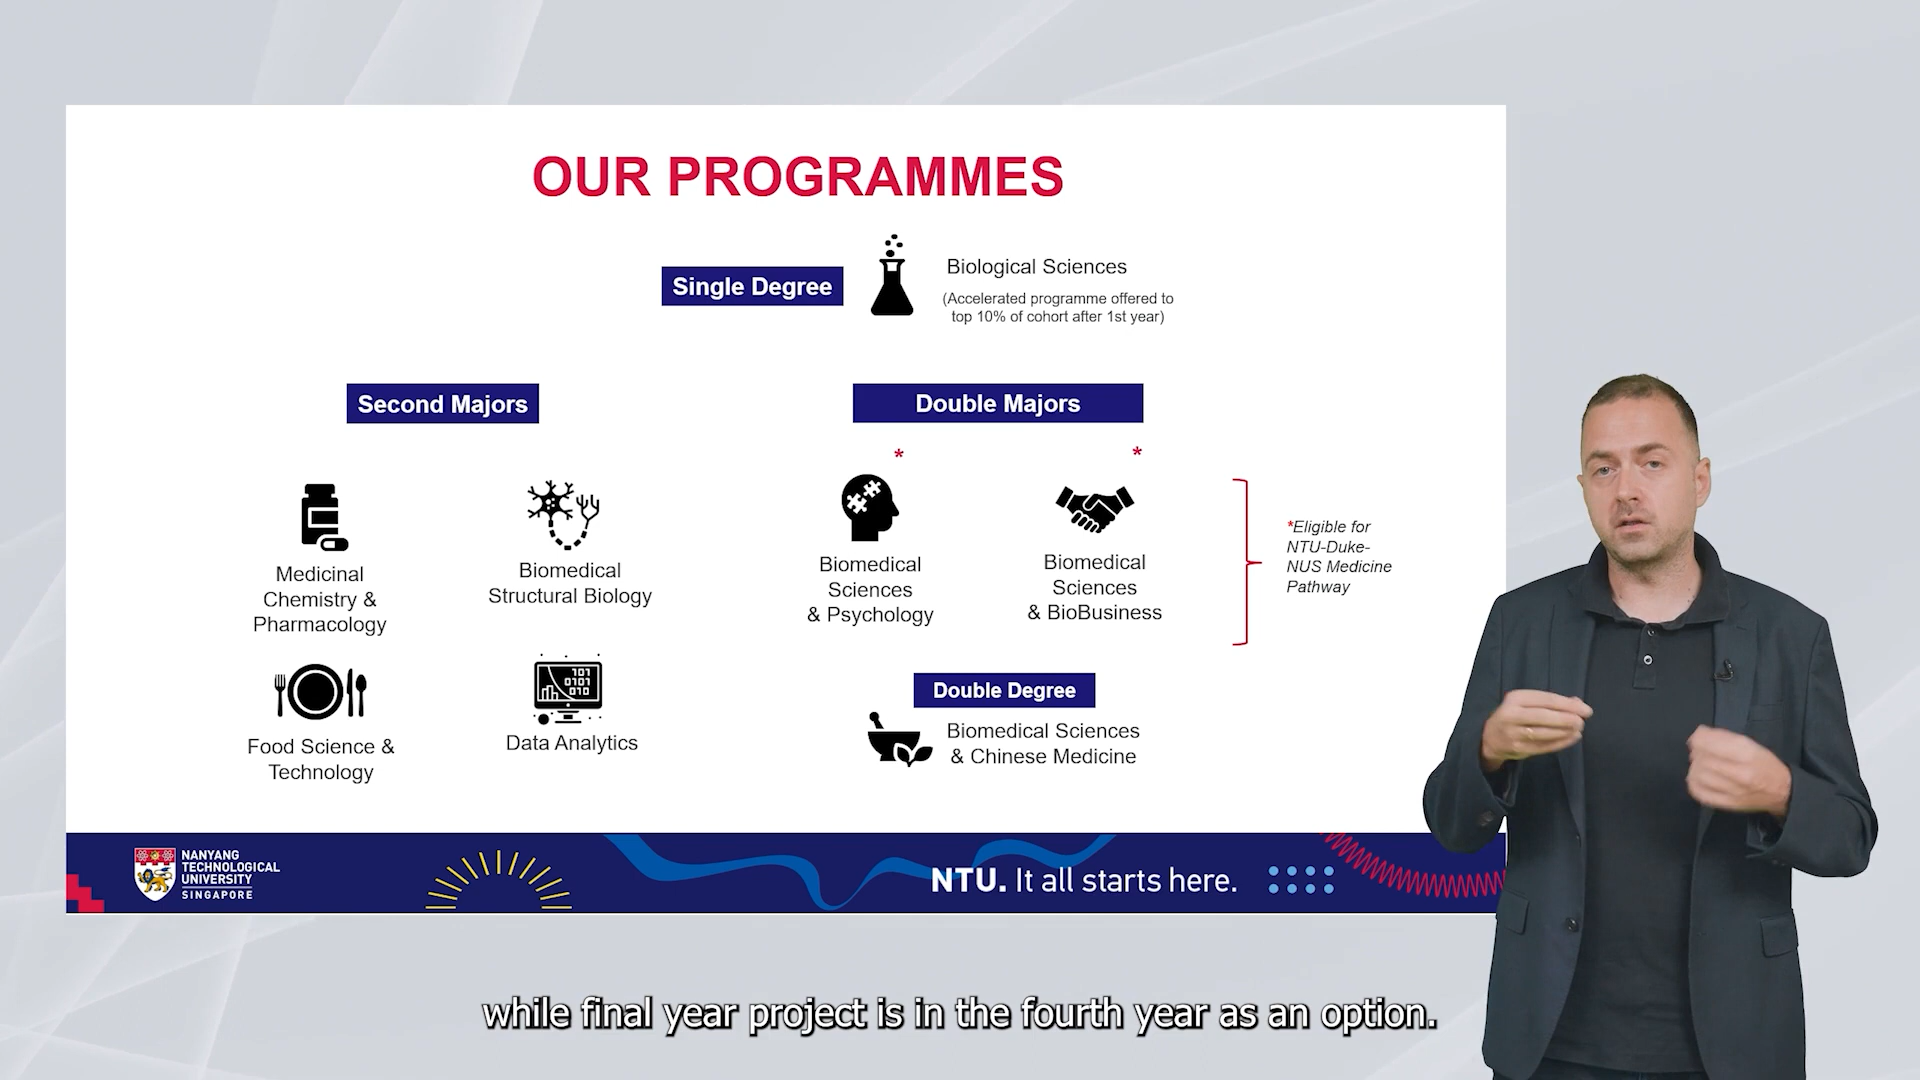 OUR PROGRAMMES
Single Degree
Biological Sciences
(Accelerated programme offered to
top 10% of cohort after 1st year)
Second Majors
Medicinal
Chemistry &
Pharmacology
Biomedical
Structural Biology
Food Science &
Technology
101
0101
010
Data Analytics
Double Majors
*
Biomedical
Sciences
& Psychology
*
Biomedical
Sciences
& BioBusiness
*Eligible for
NTU-Duke-
NUS Medicine
Pathway
Double Degree
Biomedical Sciences
& Chinese Medicine
NANYANG
TECHNOLOGICAL
UNIVERSITY
SINGAPORE
NTU. It all starts here.
while final year project is in the fourth year as an option.